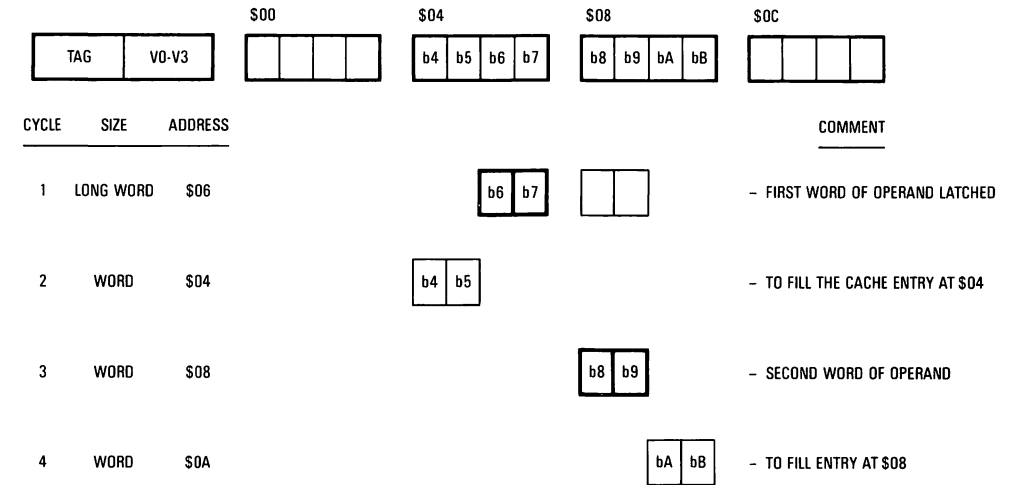 $00 $04 $08 $0C
TAG V0-V3 b4 b5 b6 b7 b8 b9 bA bB
CYCLE SIZE ADDRESS COMMENT
1 LONG WORD $06 b6 b7 – FIRST WORD OF OPERAND LATCHED
2 WORD $04 b4 b5 – TO FILL THE CACHE ENTRY AT $04
3 WORD $08 b8 b9 – SECOND WORD OF OPERAND
4 WORD $0A bA bB – TO FILL ENTRY AT $08